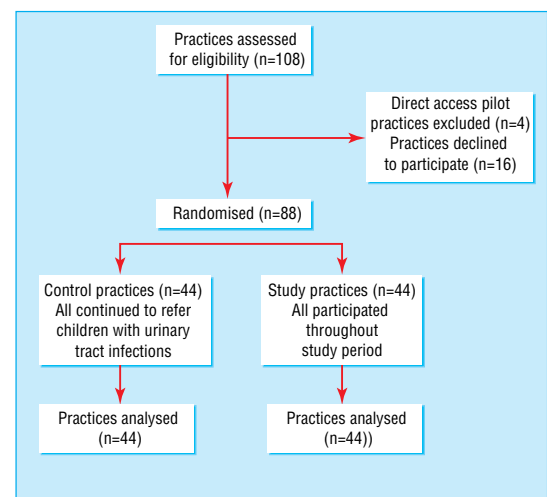 Practices assessed
for eligibility (n=108)
Direct access pilot
practices excluded (n=4)
Practices declined
to participate (n=16)
Randomised (n=88)
Control practices (n=44)
All continued to refer
children with urinary
tract infections
Study practices (n=44)
All participated
throughout
study period
Practices analysed
(n=44)
Practices analysed
(n=44))